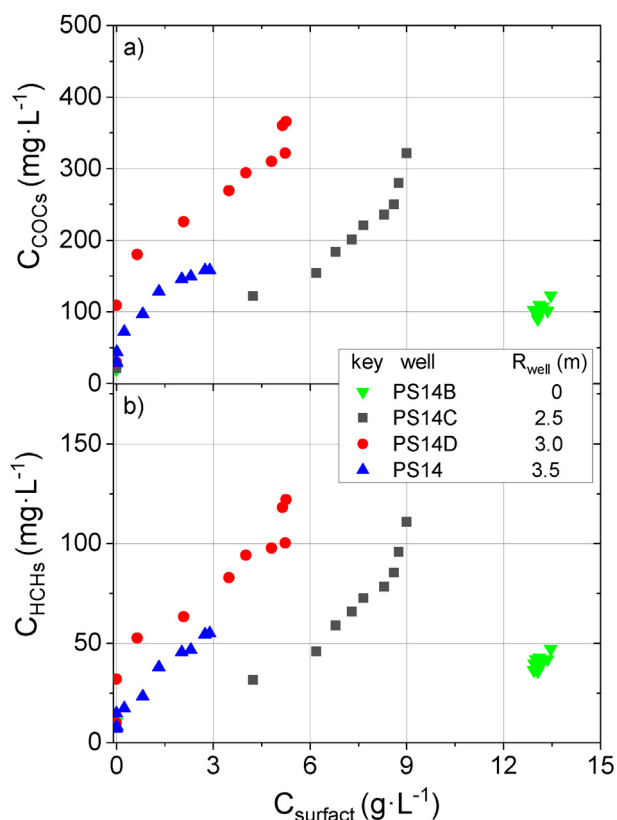 500
a)
400
300
200
100
0
C_COCs (mg·L⁻¹)
key well R_well (m)
PS14B 0
PS14C 2.5
PS14D 3.0
PS14 3.5
b)
150
100
50
0
C_HCHs (mg·L⁻¹)
0 3 6 9 12 15
C_surfact (g·L⁻¹)